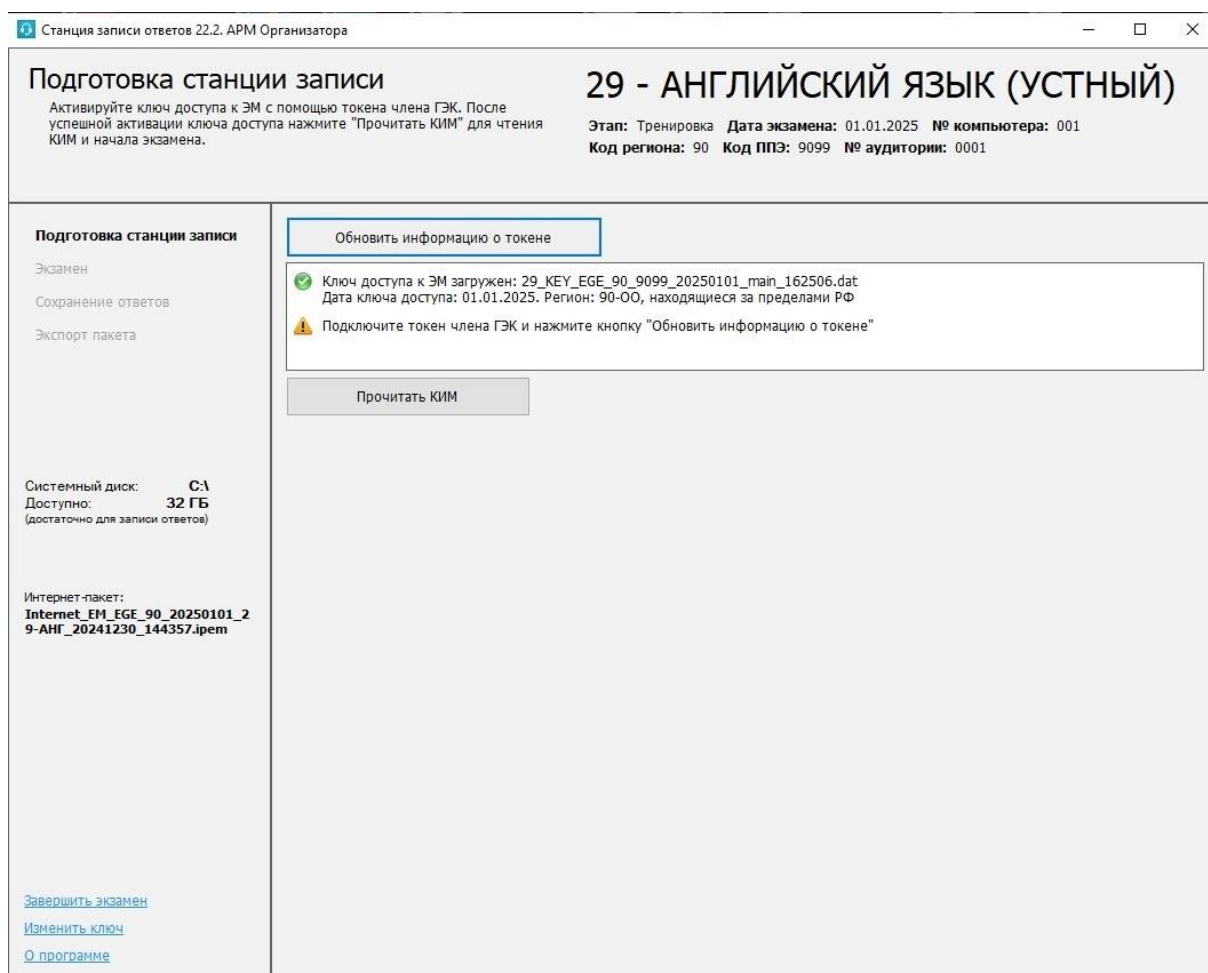 Станция записи ответов 22.2. АРМ Организатора
Подготовка станции записи
Активируйте ключ доступа к ЭМ с помощью токена члена ГЭК. После
успешной активации ключа доступа нажмите "Прочитать КИМ" для чтения
КИМ и начала экзамена.
29 - АНГЛИЙСКИЙ ЯЗЫК (УСТНЫЙ)
Этап: Тренировка Дата экзамена: 01.01.2025 № компьютера: 001
Код региона: 90 Код ППЭ: 9099 № аудитории: 0001
Подготовка станции записи
Экзамен
Сохранение ответов
Экспорт пакета
Обновить информацию о токене
Ключ доступа к ЭМ загружен: 29_KEY_EGE_90_9099_20250101_main_162506.dat
Дата ключа доступа: 01.01.2025. Регион: 90-ОО, находящиеся за пределами РФ
Подключите токен члена ГЭК и нажмите кнопку "Обновить информацию о токене"
Прочитать КИМ
Системный диск: C:\
Доступно: 32 ГБ
(достаточно для записи ответов)
Интернет-пакет:
Internet_EM_EGE_90_20250101_2
9-АНГ_20241230_144357.ipem
Завершить экзамен
Изменить ключ
О программе